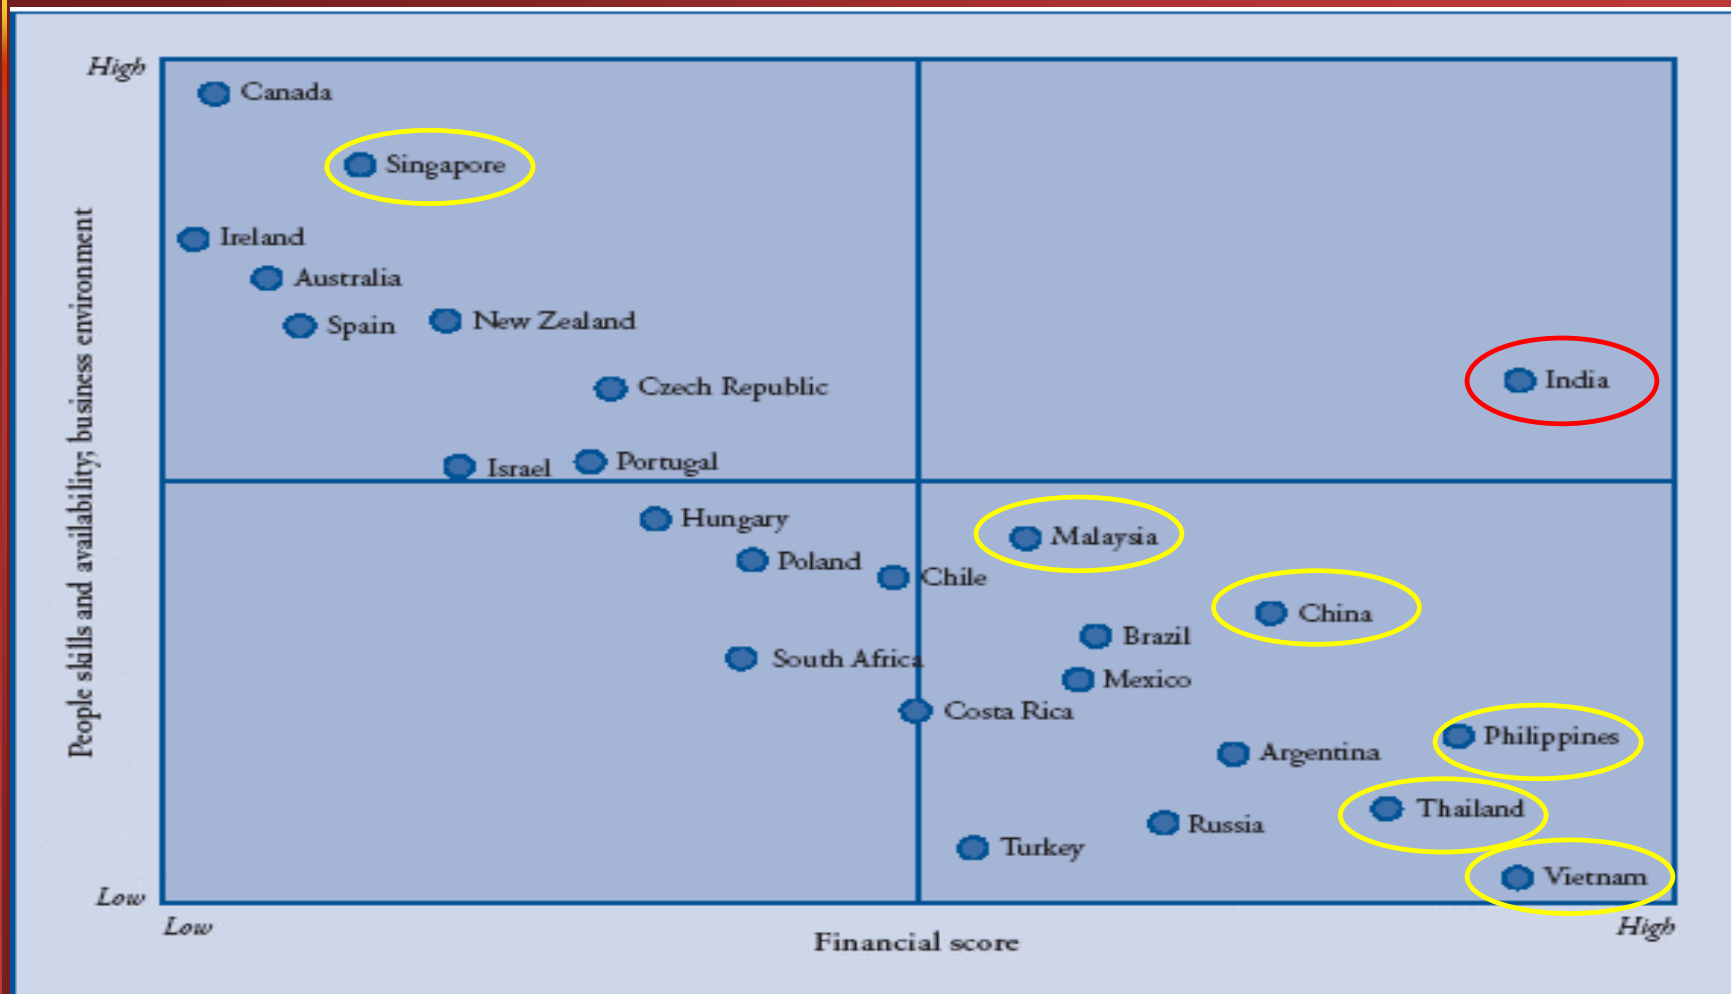 High
Canada
Singapore
Ireland
Australia
Spain
New Zealand
Czech Republic
India
Israel
Portugal
Hungary
Malaysia
Poland
Chile
China
Brazil
South Africa
Mexico
Costa Rica
Philippines
Argentina
Thailand
Russia
Turkey
Vietnam
People skills and availability; business environment
Low
Low
High
Financial score